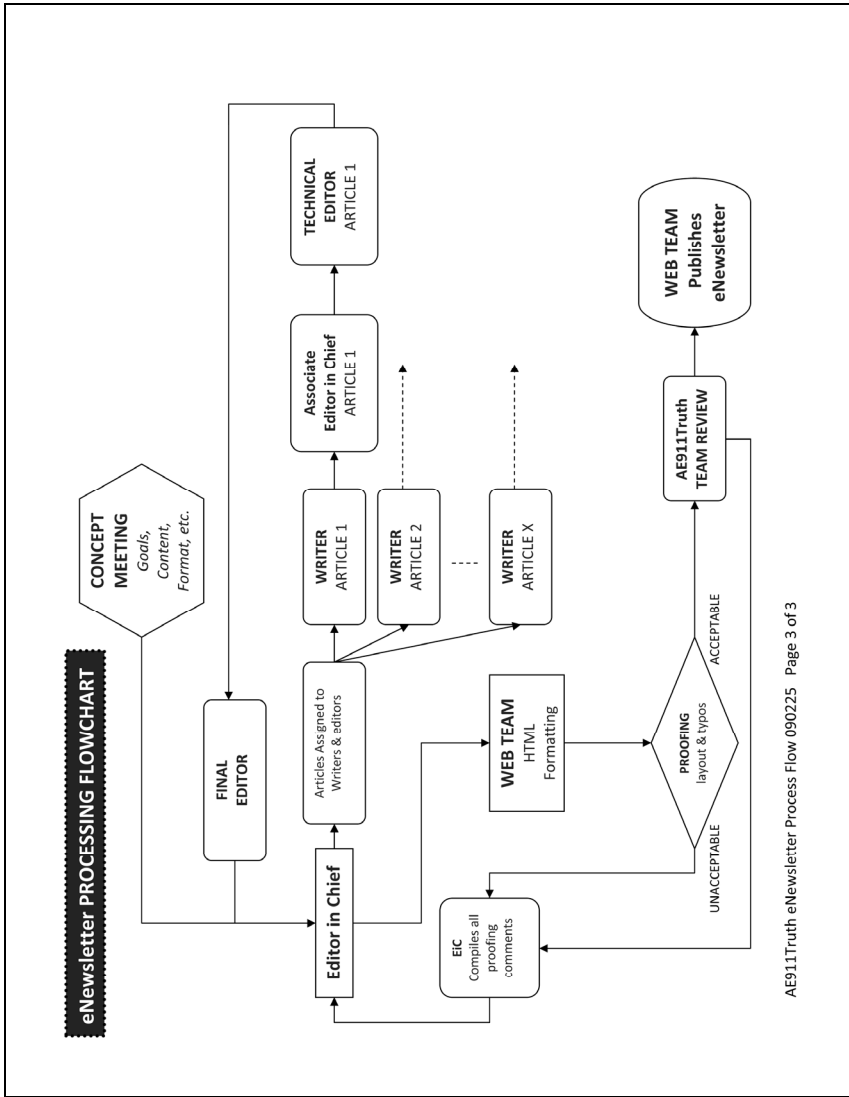 eNewsletter PROCESSING FLOWCHART
CONCEPT
MEETING
Goals,
Content,
Format, etc.
FINAL
EDITOR
Editor in Chief
Articles Assigned to
Writers & editors
WRITER
ARTICLE 1
Associate
Editor in Chief
ARTICLE 1
TECHNICAL
EDITOR
ARTICLE 1
WRITER
ARTICLE 2
WRITER
ARTICLE X
WEB TEAM
HTML
Formatting
EiC
Compiles all
proofing
comments
PROOFING
layout & typos
UNACCEPTABLE
ACCEPTABLE
AE911Truth
TEAM REVIEW
WEB TEAM
Publishes
eNewsletter
AE911Truth eNewsletter Process Flow 090225 Page 3 of 3